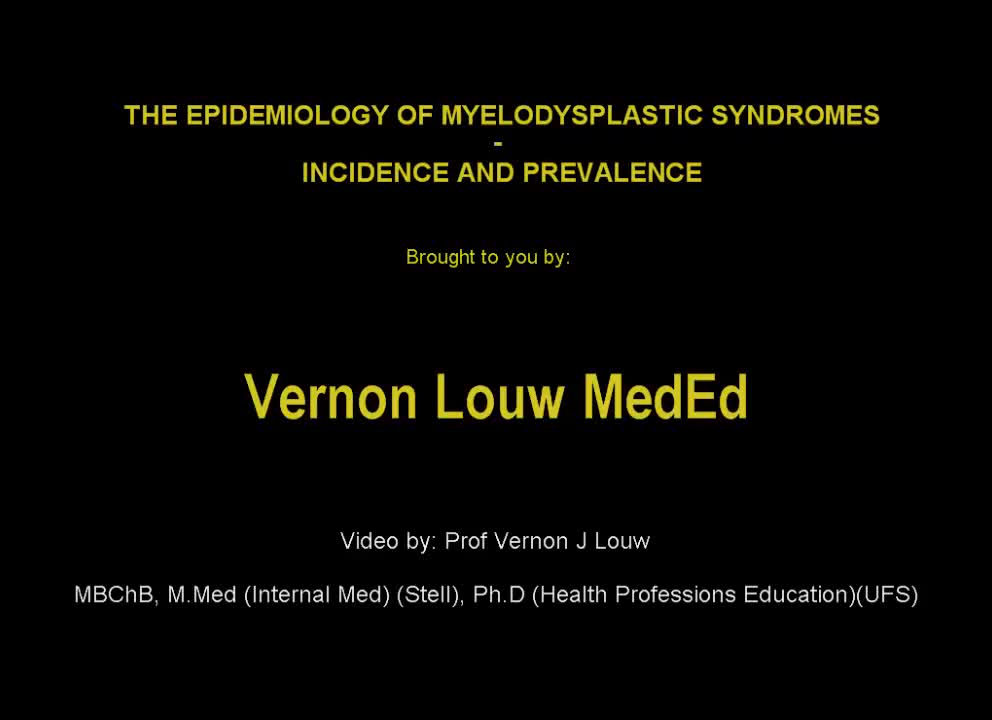 THE EPIDEMIOLOGY OF MYELODYSPLASTIC SYNDROMES
-
INCIDENCE AND PREVALENCE
Brought to you by:
Vernon Louw MedEd
Video by: Prof Vernon J Louw
MBChB, M.Med (Internal Med) (Stell), Ph.D (Health Professions Education)(UFS)